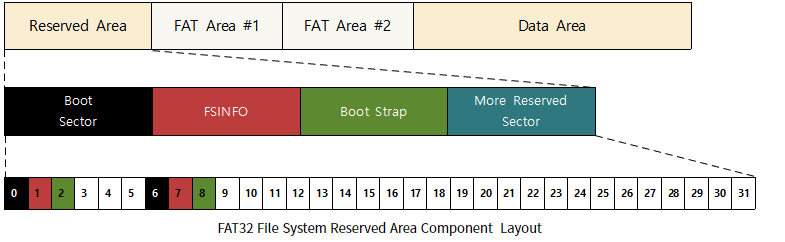 Reserved Area FAT Area #1 FAT Area #2 Data Area
Boot
Sector
FSINFO
Boot Strap
More Reserved
Sector
0 1 2 3 4 5 6 7 8 9 10 11 12 13 14 15 16 17 18 19 20 21 22 23 24 25 26 27 28 29 30 31
FAT32 File System Reserved Area Component Layout